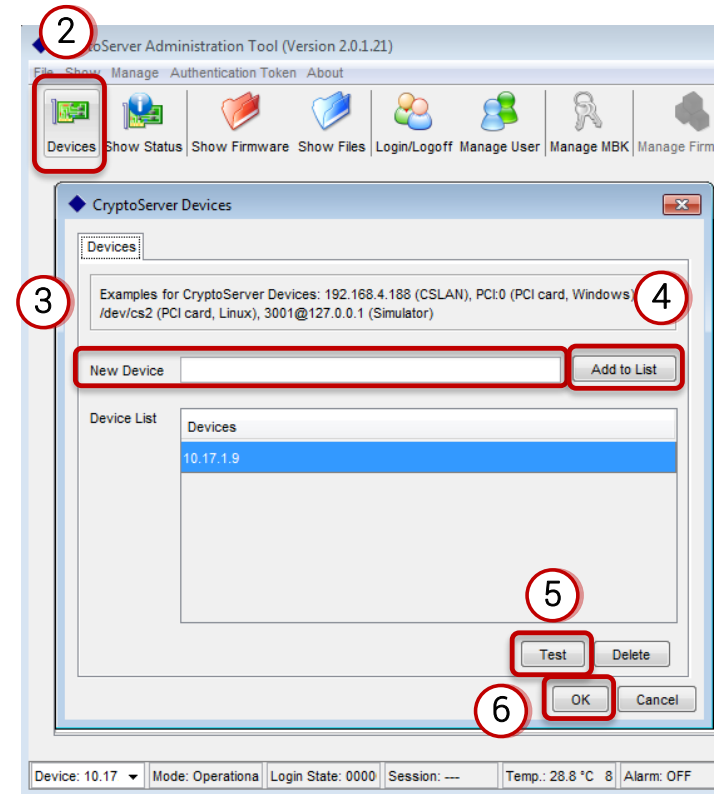 2
toServer Administration Tool (Version 2.0.1.21)
File Show Manage Authentication Token About
Devices Show Status Show Firmware Show Files Login/Logoff Manage User Manage MBK Manage Firm
CryptoServer Devices
Devices
3
4
Examples for CryptoServer Devices: 192.168.4.188 (CSLAN), PCI:0 (PCI card, Windows)
/dev/cs2 (PCI card, Linux), 3001@127.0.0.1 (Simulator)
New Device
Add to List
Device List
Devices
10.17.1.9
5
Test Delete
6
OK Cancel
Device: 10.17 Mode: Operationa Login State: 0000 Session: --- Temp.: 28.8 °C 8 Alarm: OFF